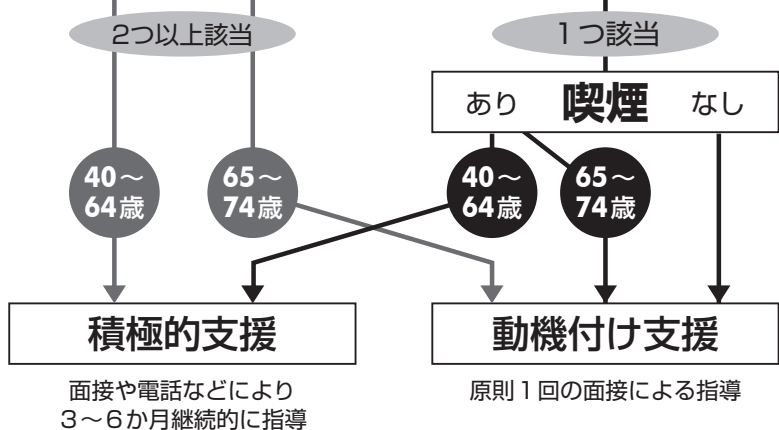 2つ以上該当
1つ該当
あり 喫煙 なし
40～
64歳
65～
74歳
40～
64歳
65～
74歳
積極的支援
動機付け支援
面接や電話などにより
3～6か月継続的に指導
原則1回の面接による指導